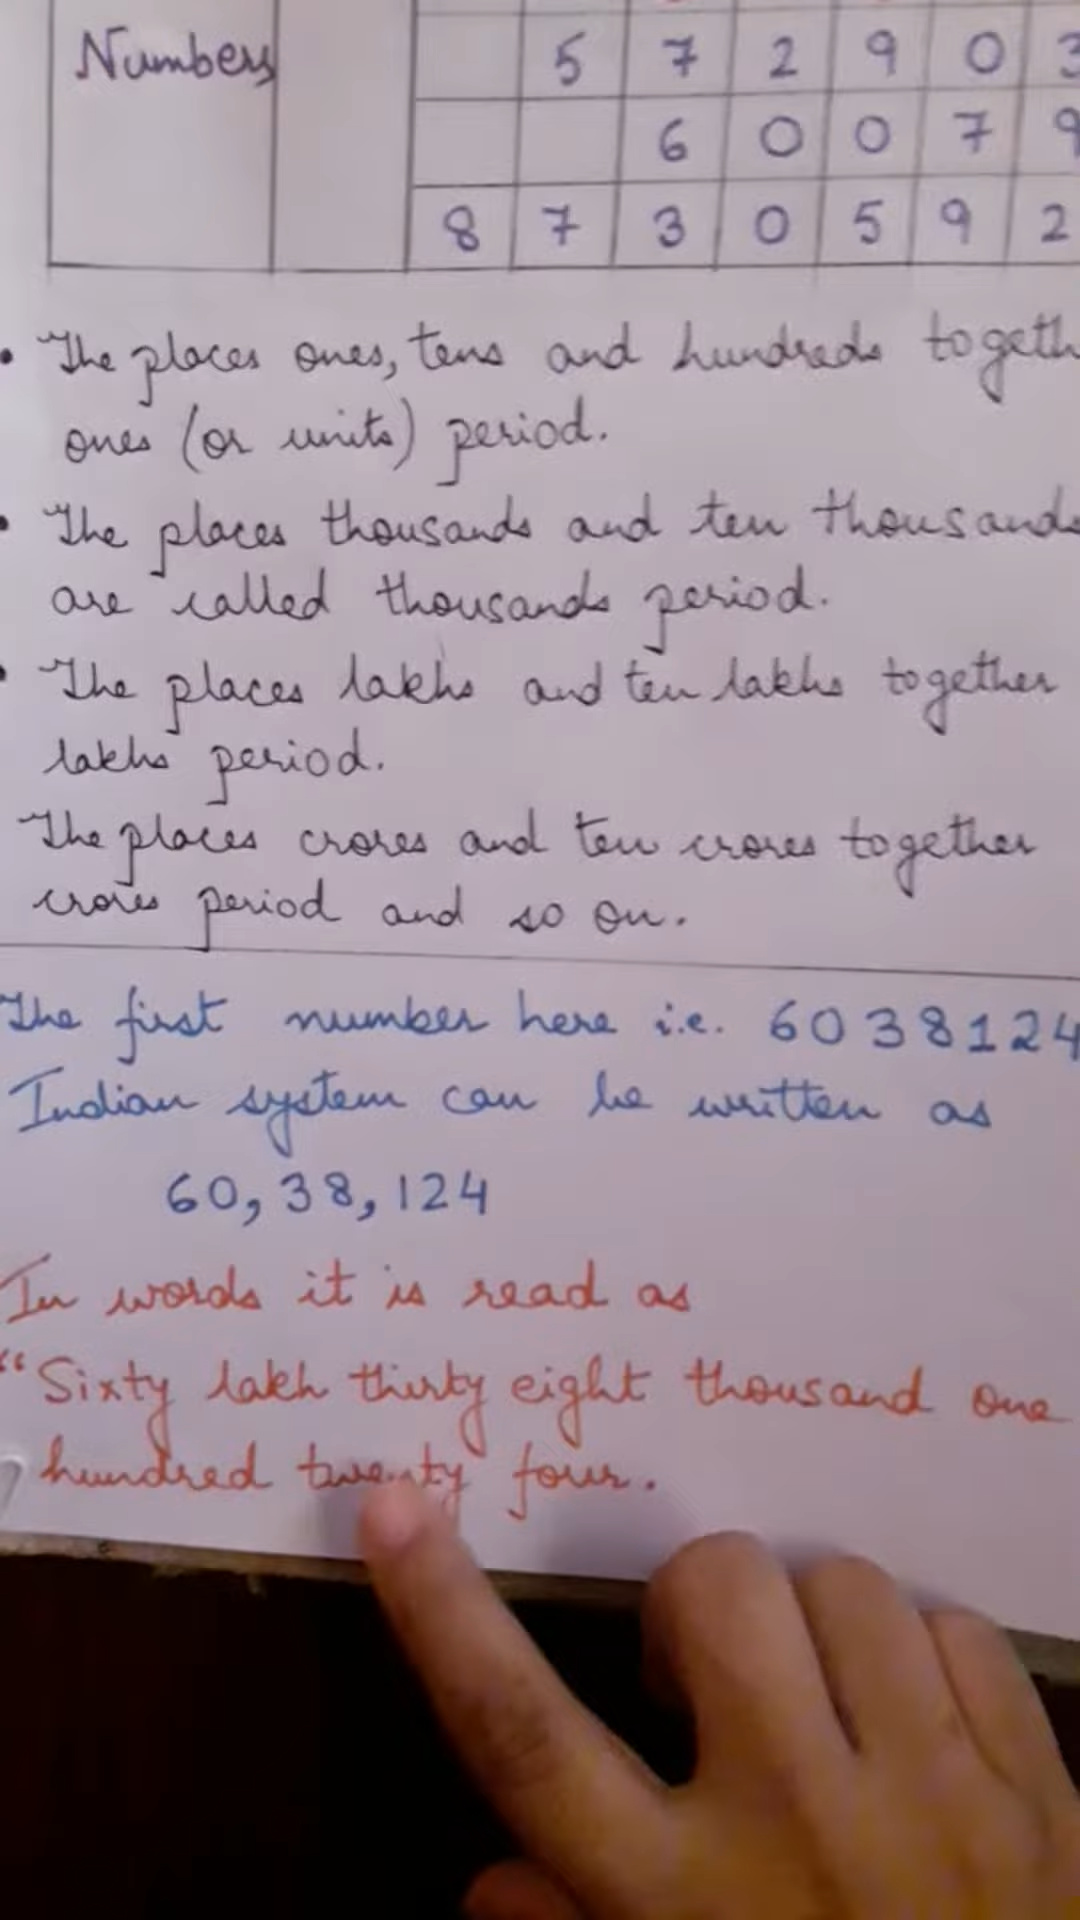 Numbers
5 7 2 9 0 3
6 0 0 7 9
8 7 3 0 5 9 2
• The places ones, tens and hundreds togeth
ones (or units) period.
• The places thousands and ten thousands
are called thousands period.
• The places lakhs and ten lakhs together
lakhs period.
The places crores and ten crores together
crores period and so on.
The first number here i.e. 6038124
Indian system can be written as
60,38,124
In words it is read as
“Sixty lakh thirty eight thousand one
hundred twenty four.